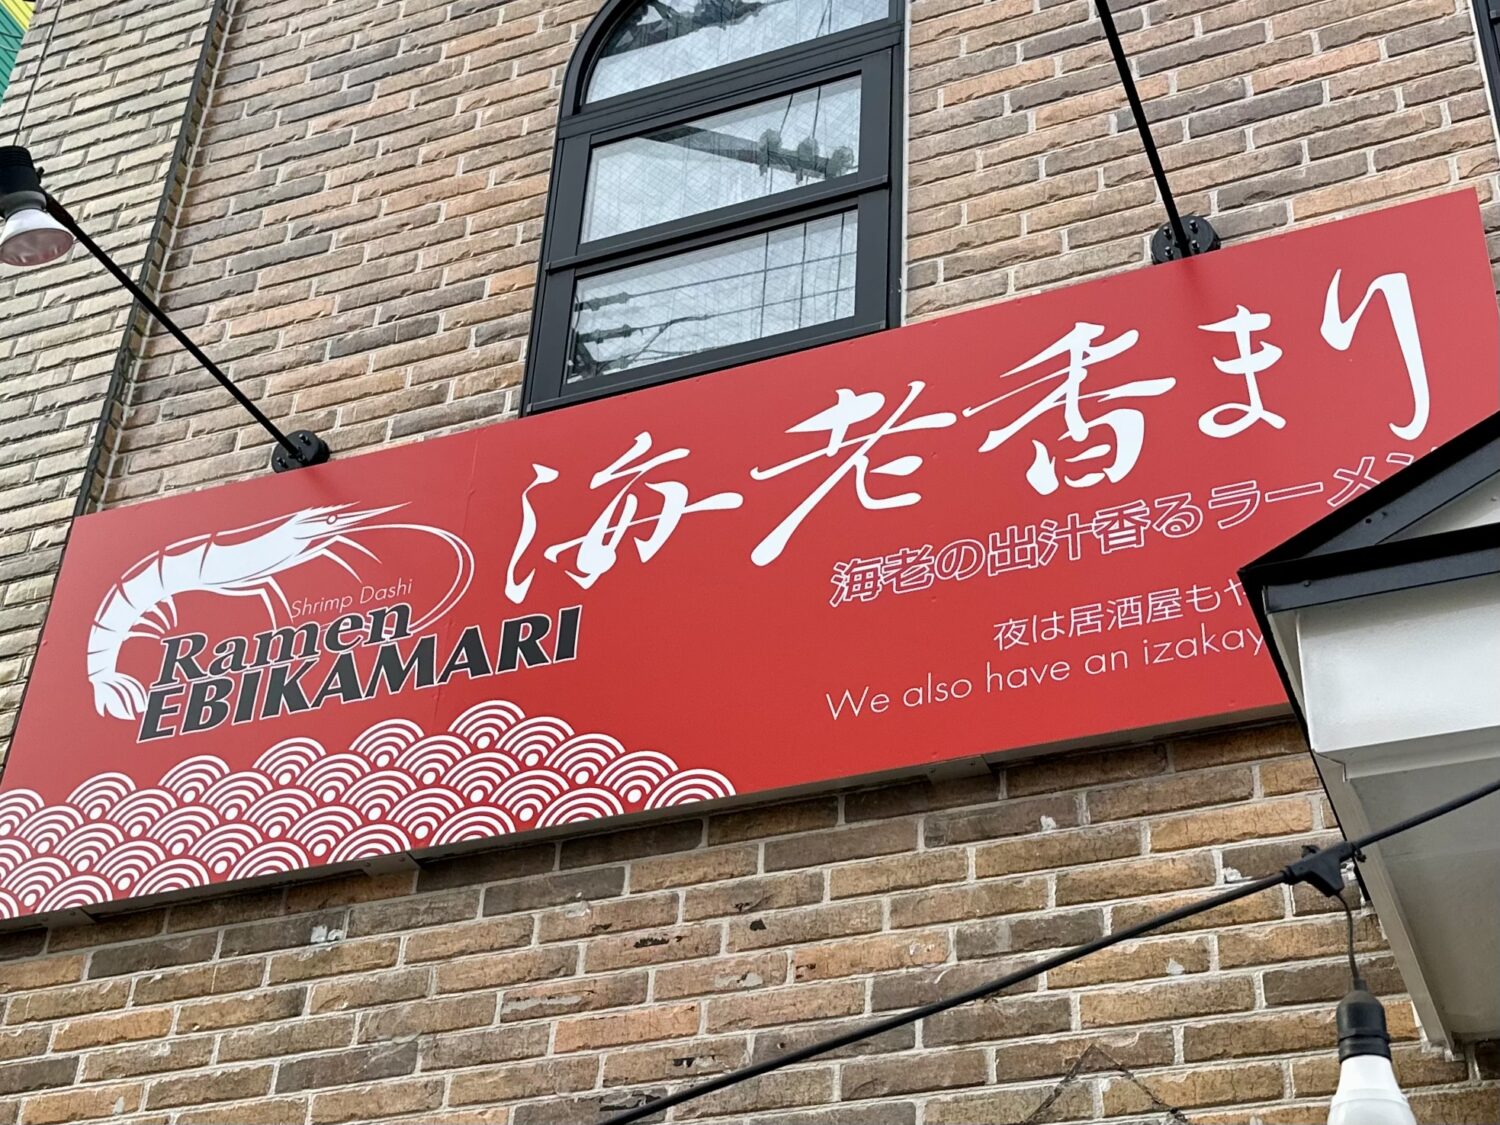 海老香まり
Shrimp Dashi
Ramen
EBIKAMARI
海老の出汁香るラーメン
夜は居酒屋もや
We also have an izakay